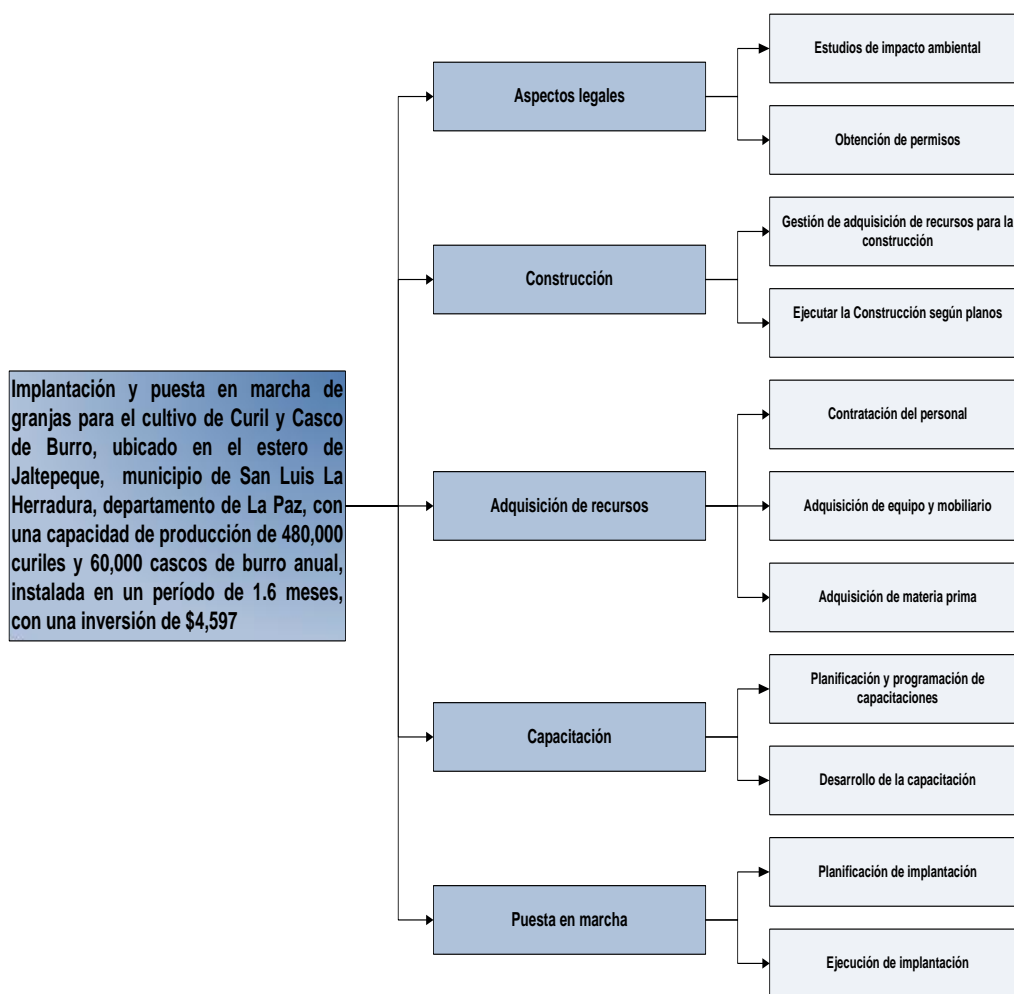 Implantación y puesta en marcha de
granjas para el cultivo de Curil y Casco
de Burro, ubicado en el estero de
Jaltepeque, municipio de San Luis La
Herradura, departamento de La Paz, con
una capacidad de producción de 480,000
curiles y 60,000 cascos de burro anual,
instalada en un período de 1.6 meses,
con una inversión de $4,597
Aspectos legales
Estudios de impacto ambiental
Obtención de permisos
Construcción
Gestión de adquisición de recursos para la
construcción
Ejecutar la Construcción según planos
Adquisición de recursos
Contratación del personal
Adquisición de equipo y mobiliario
Adquisición de materia prima
Capacitación
Planificación y programación de
capacitaciones
Desarrollo de la capacitación
Puesta en marcha
Planificación de implantación
Ejecución de implantación